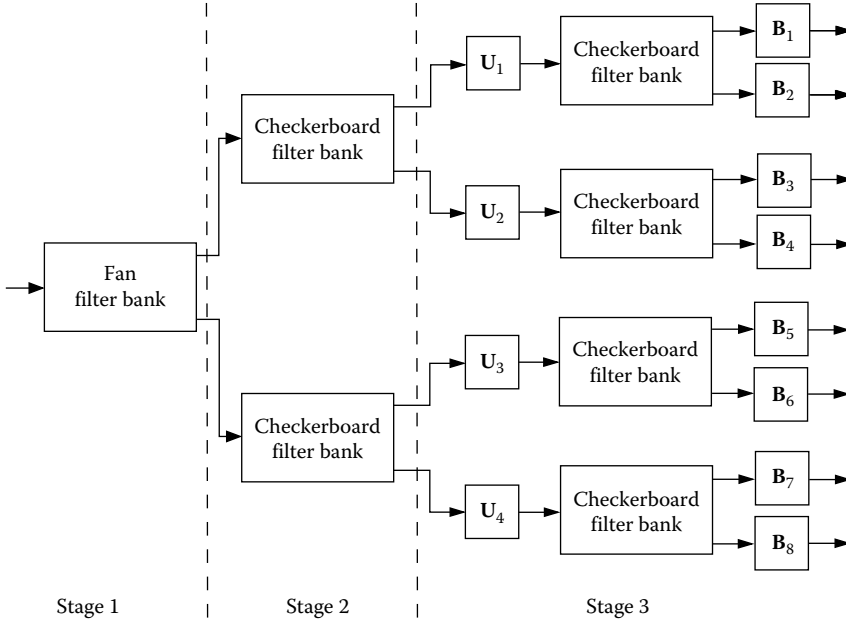 Fan
filter bank
Checkerboard
filter bank
Checkerboard
filter bank
U₁
U₂
U₃
U₄
Checkerboard
filter bank
Checkerboard
filter bank
Checkerboard
filter bank
Checkerboard
filter bank
B₁
B₂
B₃
B₄
B₅
B₆
B₇
B₈
Stage 1
Stage 2
Stage 3